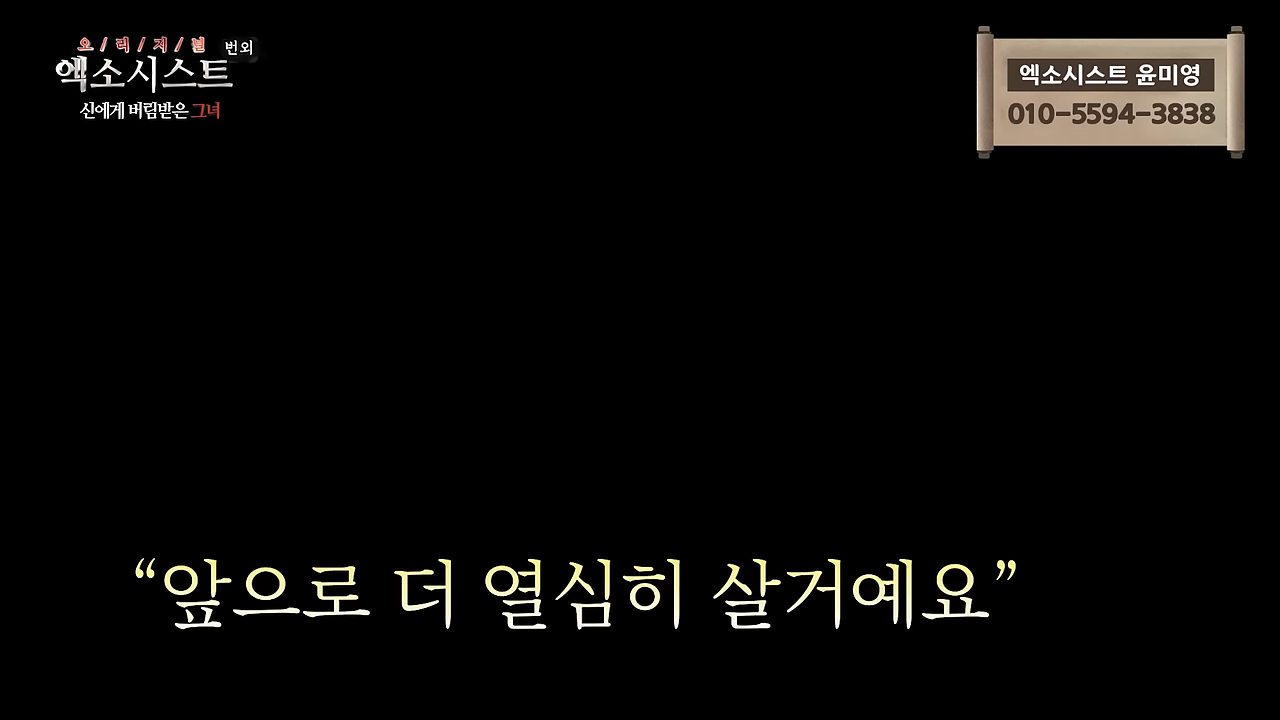 오/리/지/널 번외
엑소시스트
신에게 버림받은 그녀
엑소시스트 윤미영
010-5594-3838
“앞으로 더 열심히 살거예요”